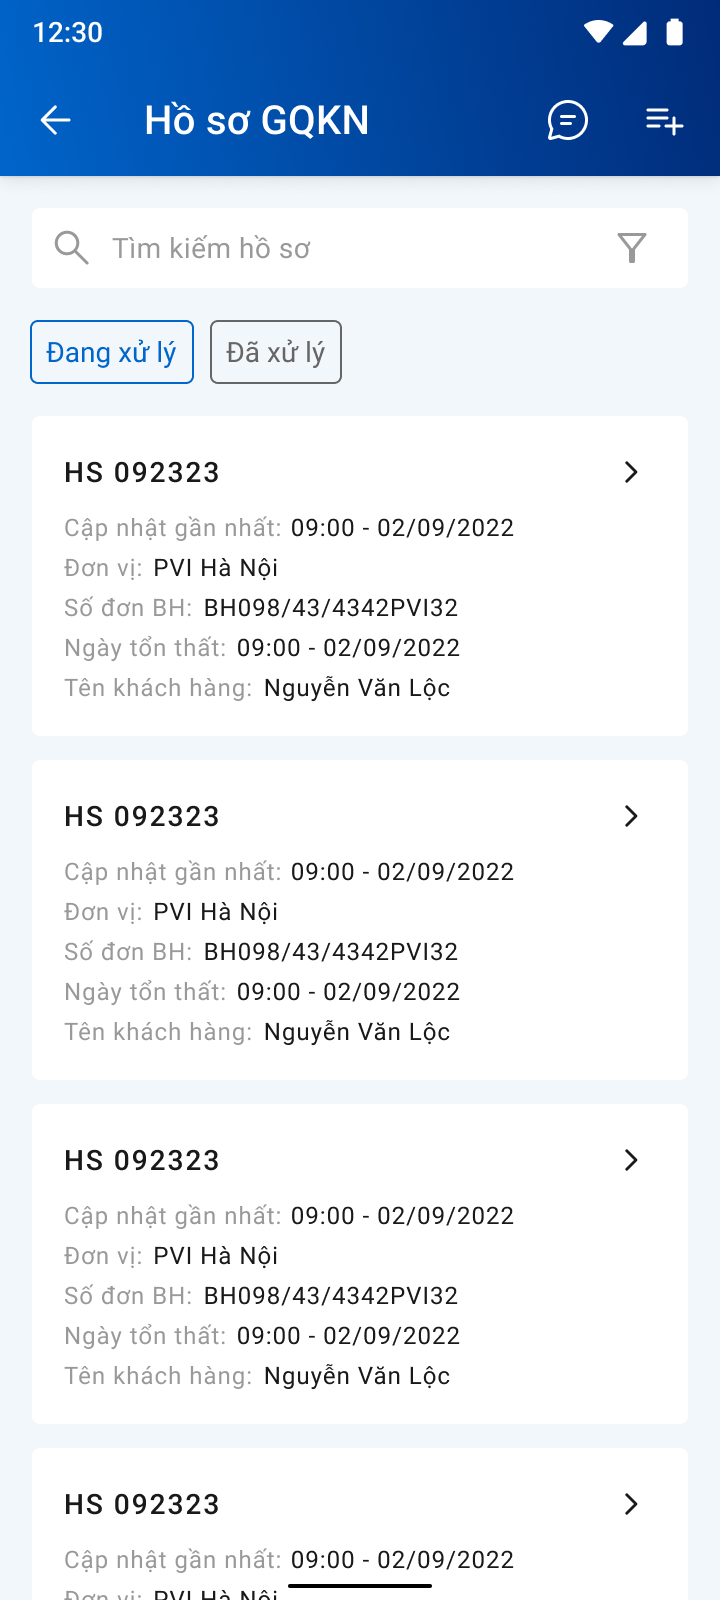 12:30
Hồ sơ GQKN
Tìm kiếm hồ sơ
Đang xử lý
Đã xử lý
HS 092323
Cập nhật gần nhất: 09:00 - 02/09/2022
Đơn vị: PVI Hà Nội
Số đơn BH: BH098/43/4342PVI32
Ngày tổn thất: 09:00 - 02/09/2022
Tên khách hàng: Nguyễn Văn Lộc
HS 092323
Cập nhật gần nhất: 09:00 - 02/09/2022
Đơn vị: PVI Hà Nội
Số đơn BH: BH098/43/4342PVI32
Ngày tổn thất: 09:00 - 02/09/2022
Tên khách hàng: Nguyễn Văn Lộc
HS 092323
Cập nhật gần nhất: 09:00 - 02/09/2022
Đơn vị: PVI Hà Nội
Số đơn BH: BH098/43/4342PVI32
Ngày tổn thất: 09:00 - 02/09/2022
Tên khách hàng: Nguyễn Văn Lộc
HS 092323
Cập nhật gần nhất: 09:00 - 02/09/2022
Đơn vị: PVI Hà Nội